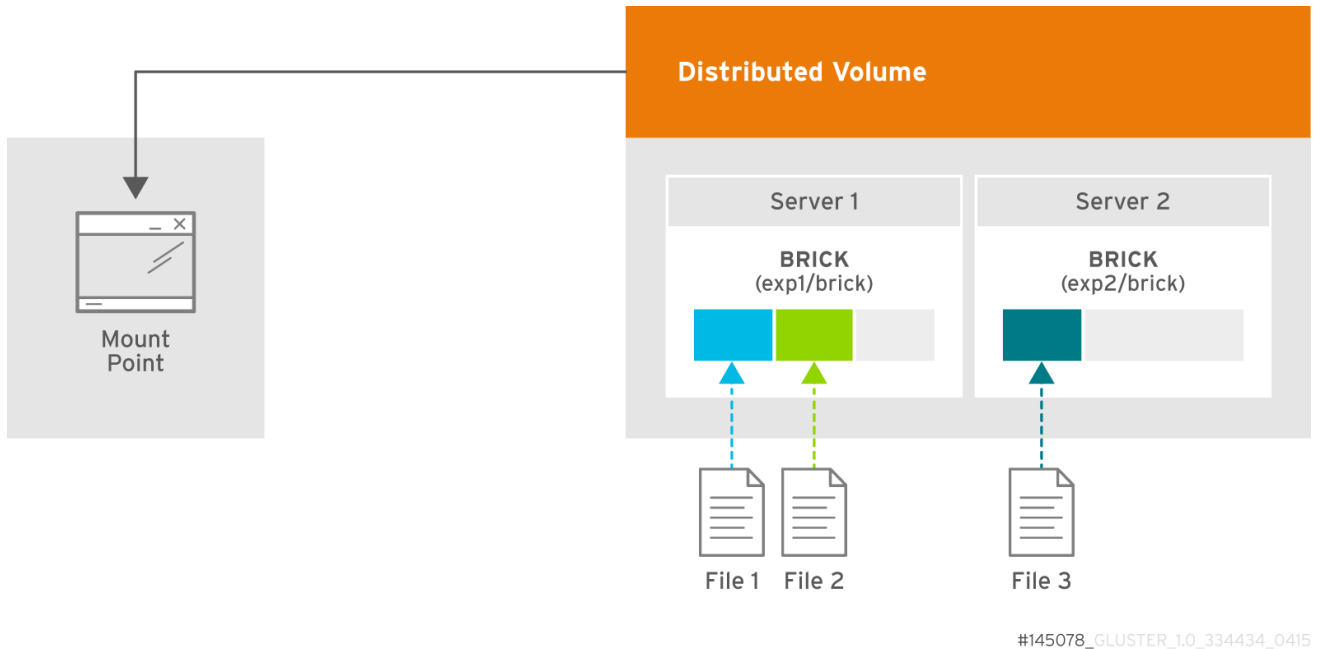 Distributed Volume
Server 1
Server 2
BRICK
(exp1/brick)
BRICK
(exp2/brick)
Mount
Point
File 1
File 2
File 3
#145078_GLUSTER_1.0_334434_0415